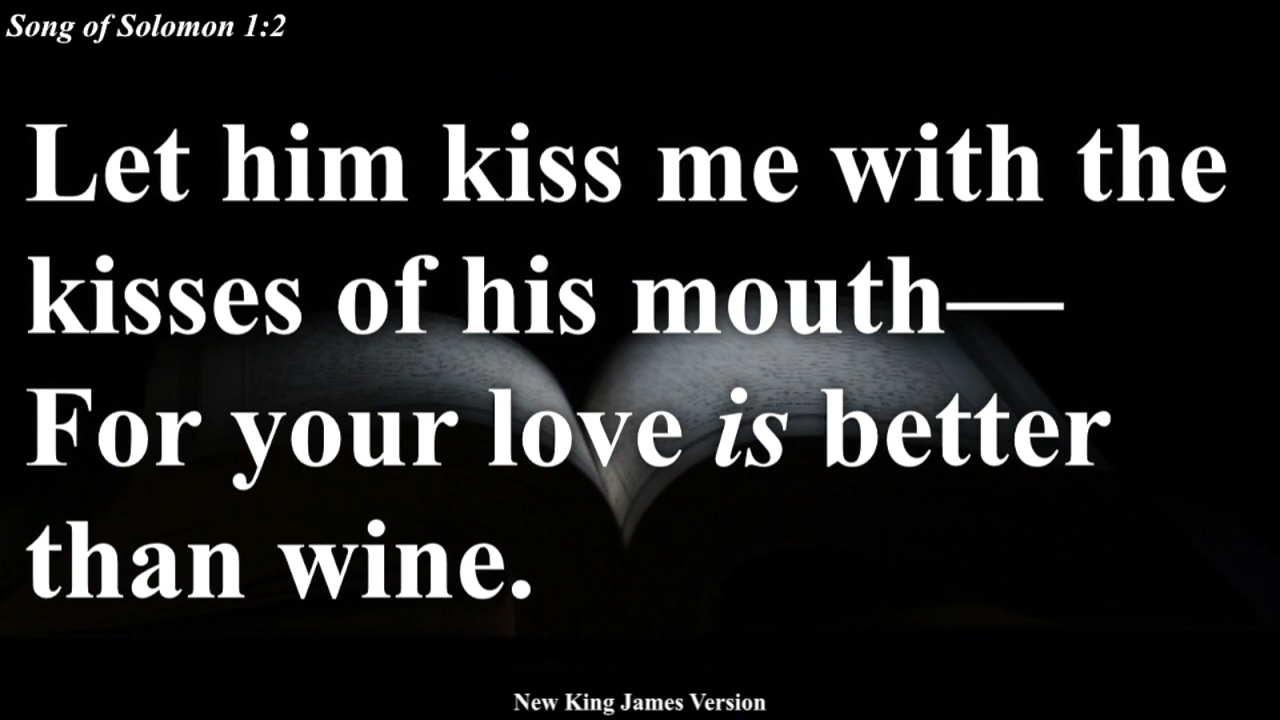 Song of Solomon 1:2
Let him kiss me with the
kisses of his mouth—
For your love is better
than wine.
New King James Version